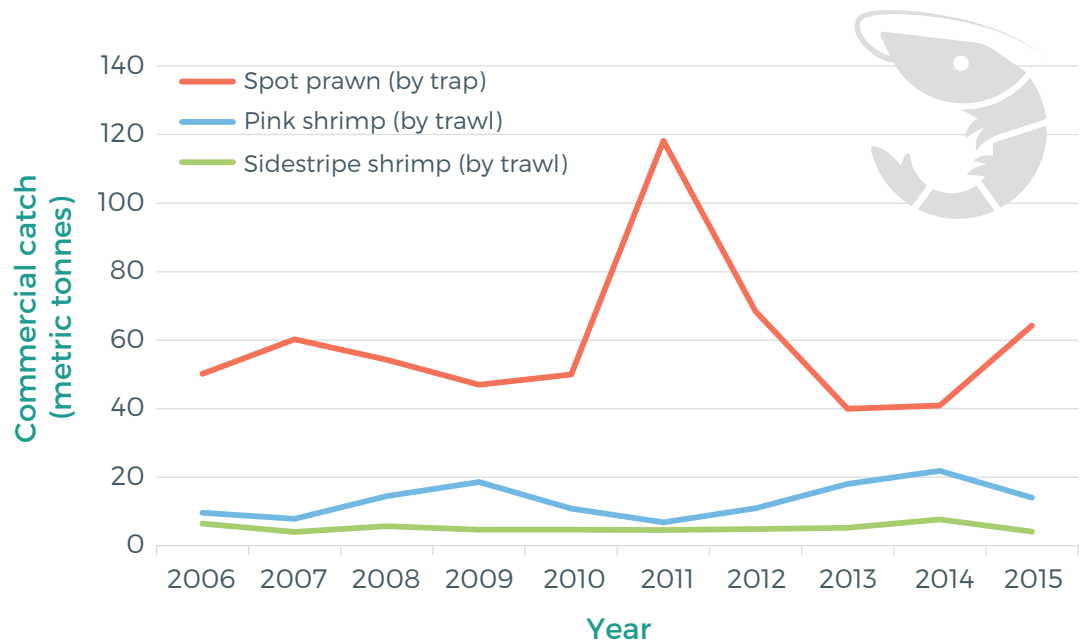 Commercial catch
(metric tonnes)
140
120
100
80
60
40
20
0
Spot prawn (by trap)
Pink shrimp (by trawl)
Sidestripe shrimp (by trawl)
2006 2007 2008 2009 2010 2011 2012 2013 2014 2015
Year